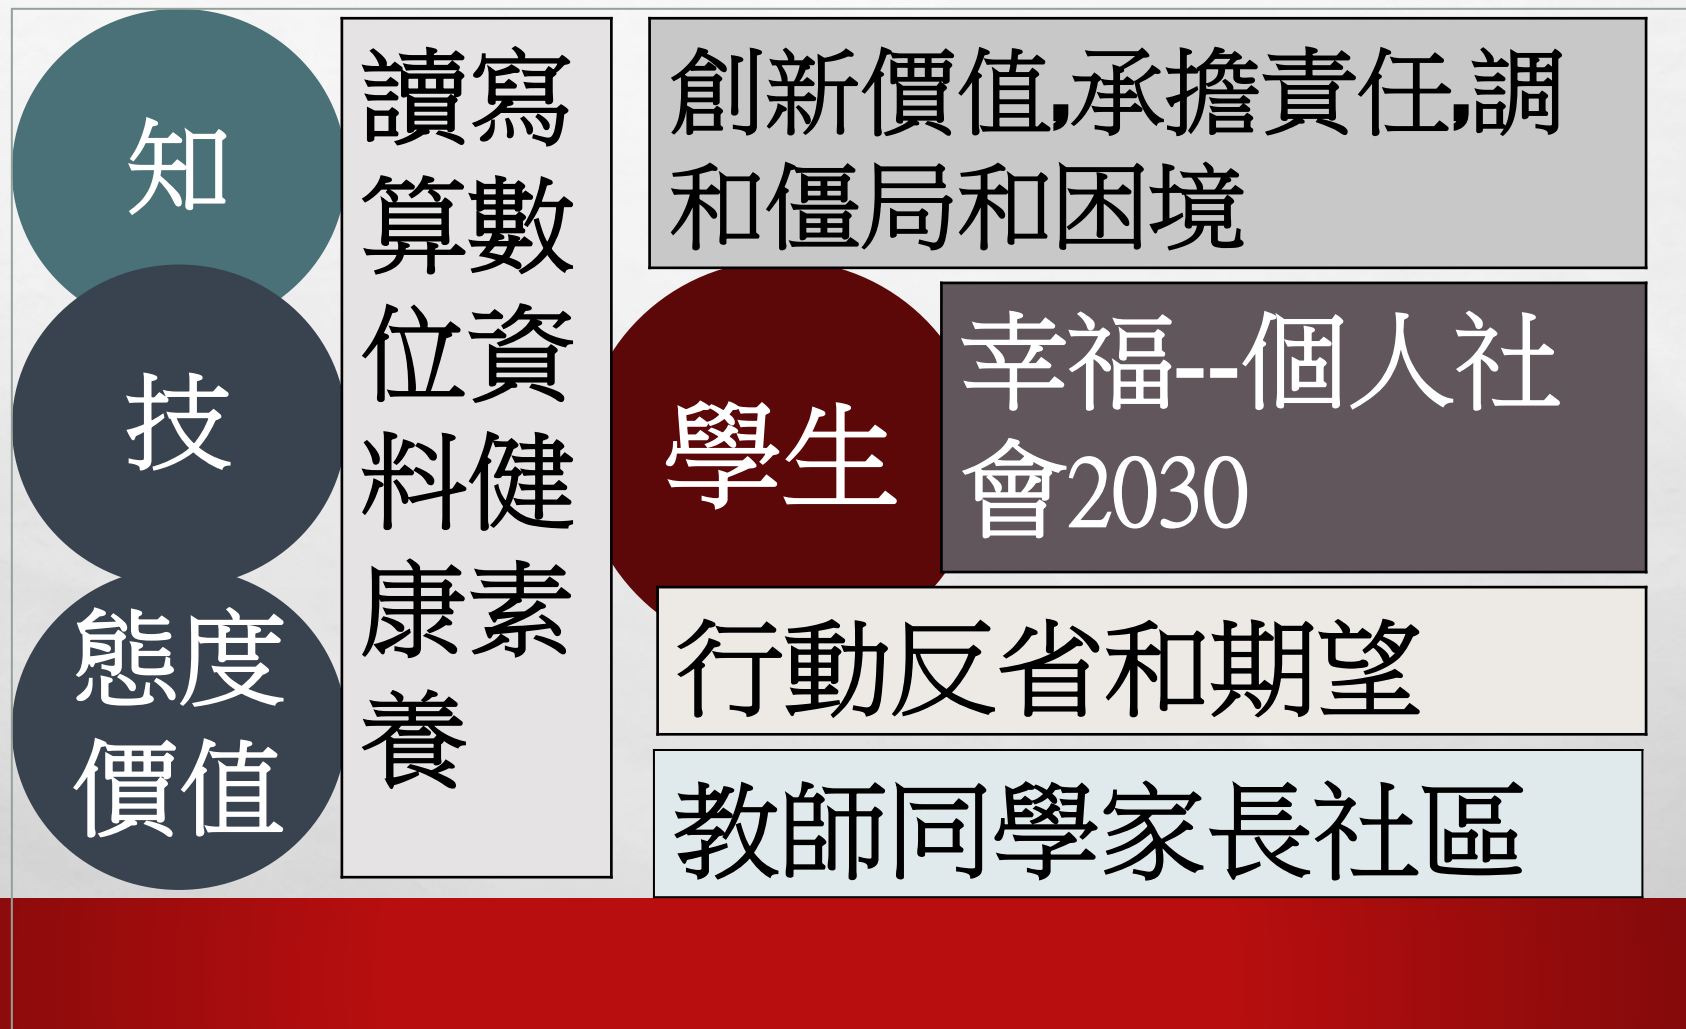 知
技
態度
價值
讀寫
算數
位資
料健
康素
養
創新價值,承擔責任,調
和僵局和困境
學生
幸福--個人社
會2030
行動反省和期望
教師同學家長社區